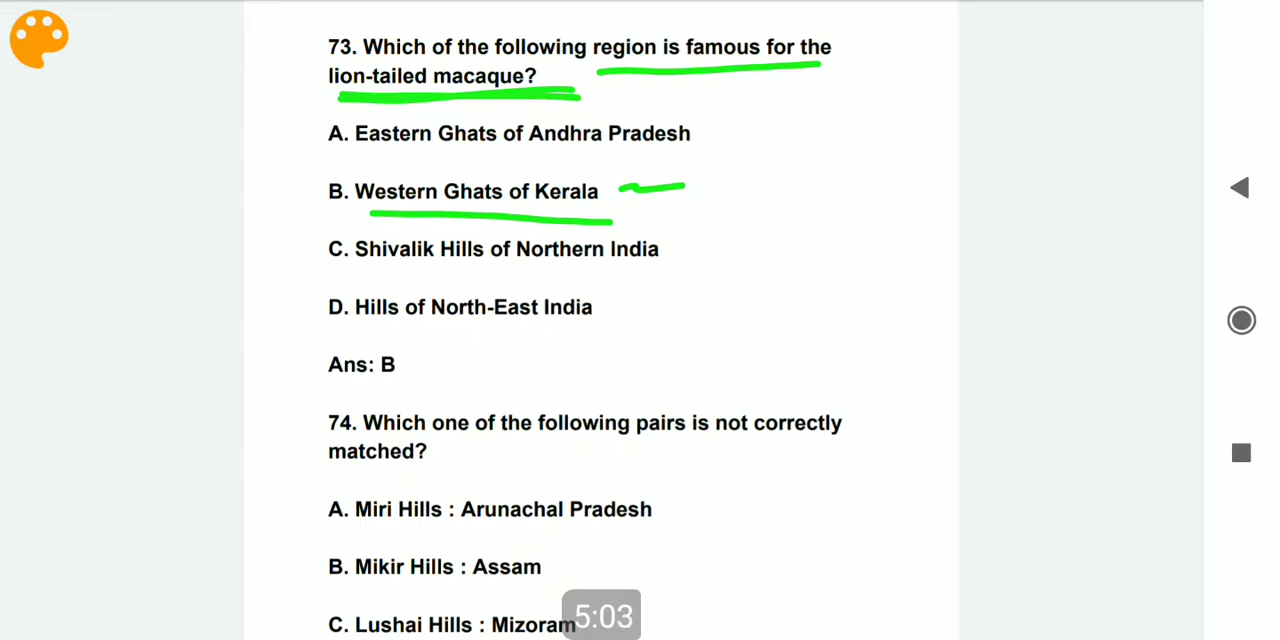 73. Which of the following region is famous for the
lion-tailed macaque?
A. Eastern Ghats of Andhra Pradesh
B. Western Ghats of Kerala
C. Shivalik Hills of Northern India
D. Hills of North-East India
Ans: B
74. Which one of the following pairs is not correctly
matched?
A. Miri Hills : Arunachal Pradesh
B. Mikir Hills : Assam
C. Lushai Hills : Mizoram
5:03